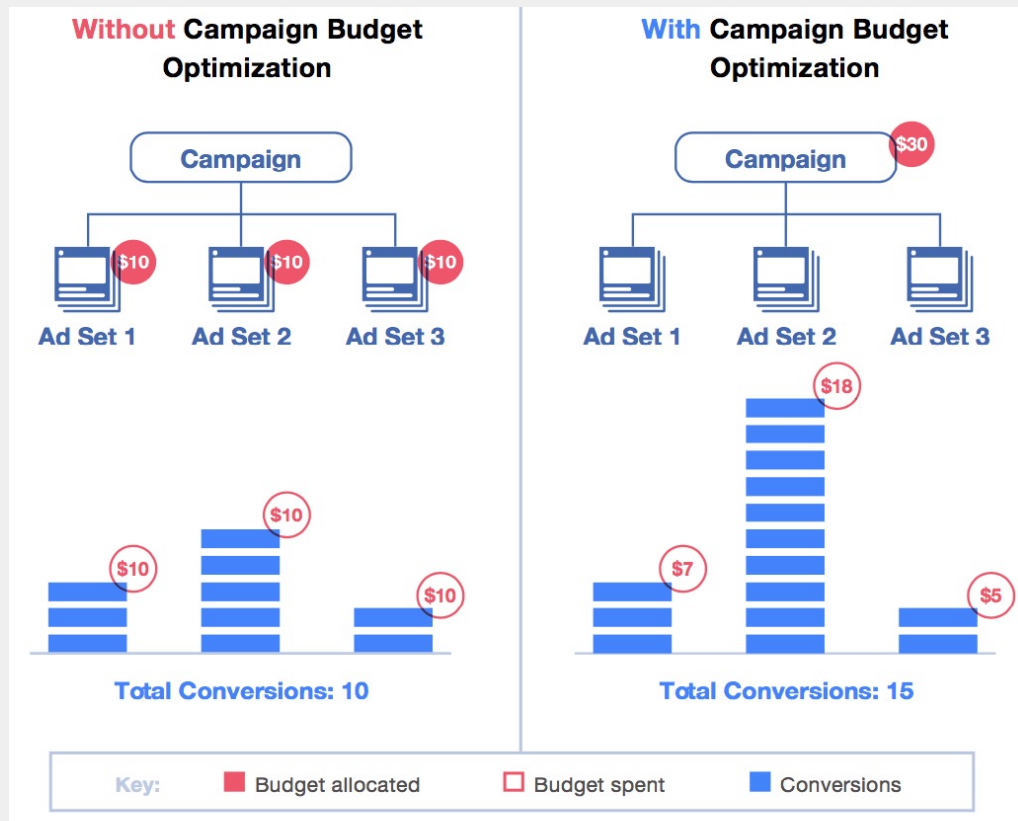 Without Campaign Budget
Optimization
Campaign
$10
$10
$10
Ad Set 1
Ad Set 2
Ad Set 3
$10
$10
$10
Total Conversions: 10
With Campaign Budget
Optimization
Campaign
$30
Ad Set 1
Ad Set 2
Ad Set 3
$18
$7
$5
Total Conversions: 15
Key:
Budget allocated
Budget spent
Conversions